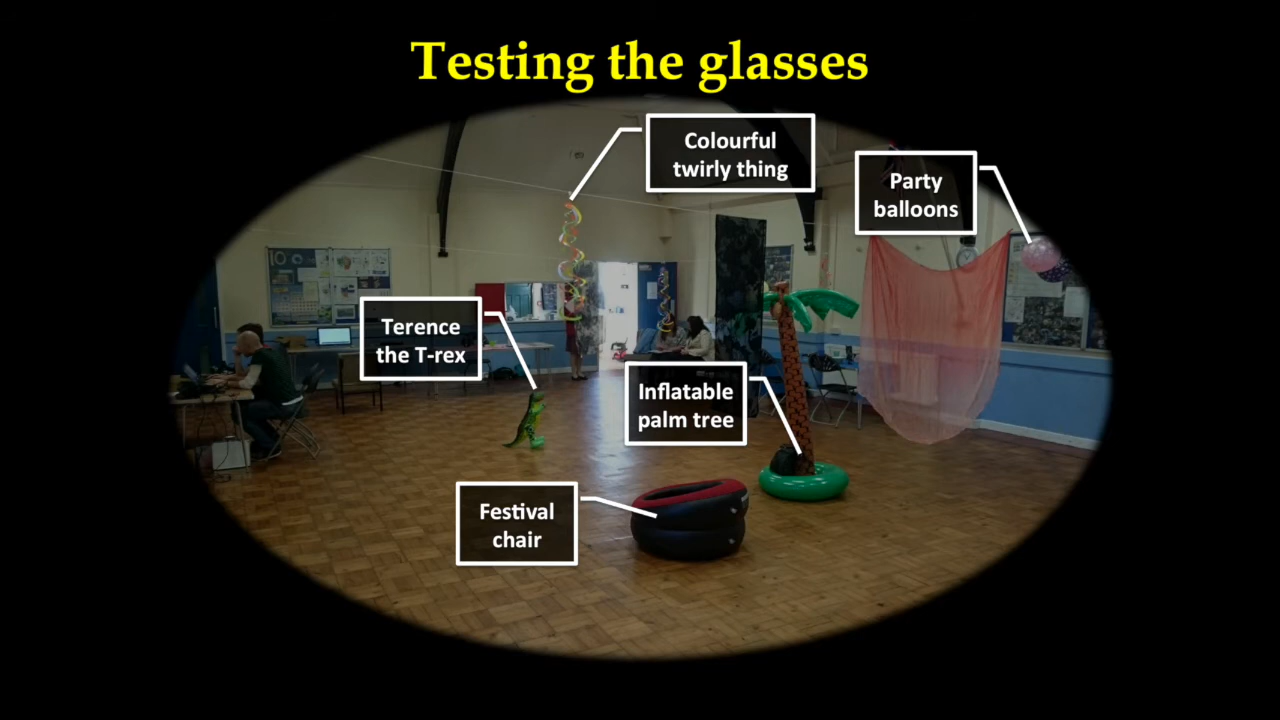 Testing the glasses
Colourful
twirly thing
Party
balloons
Terence
the T-rex
Inflatable
palm tree
Festival
chair